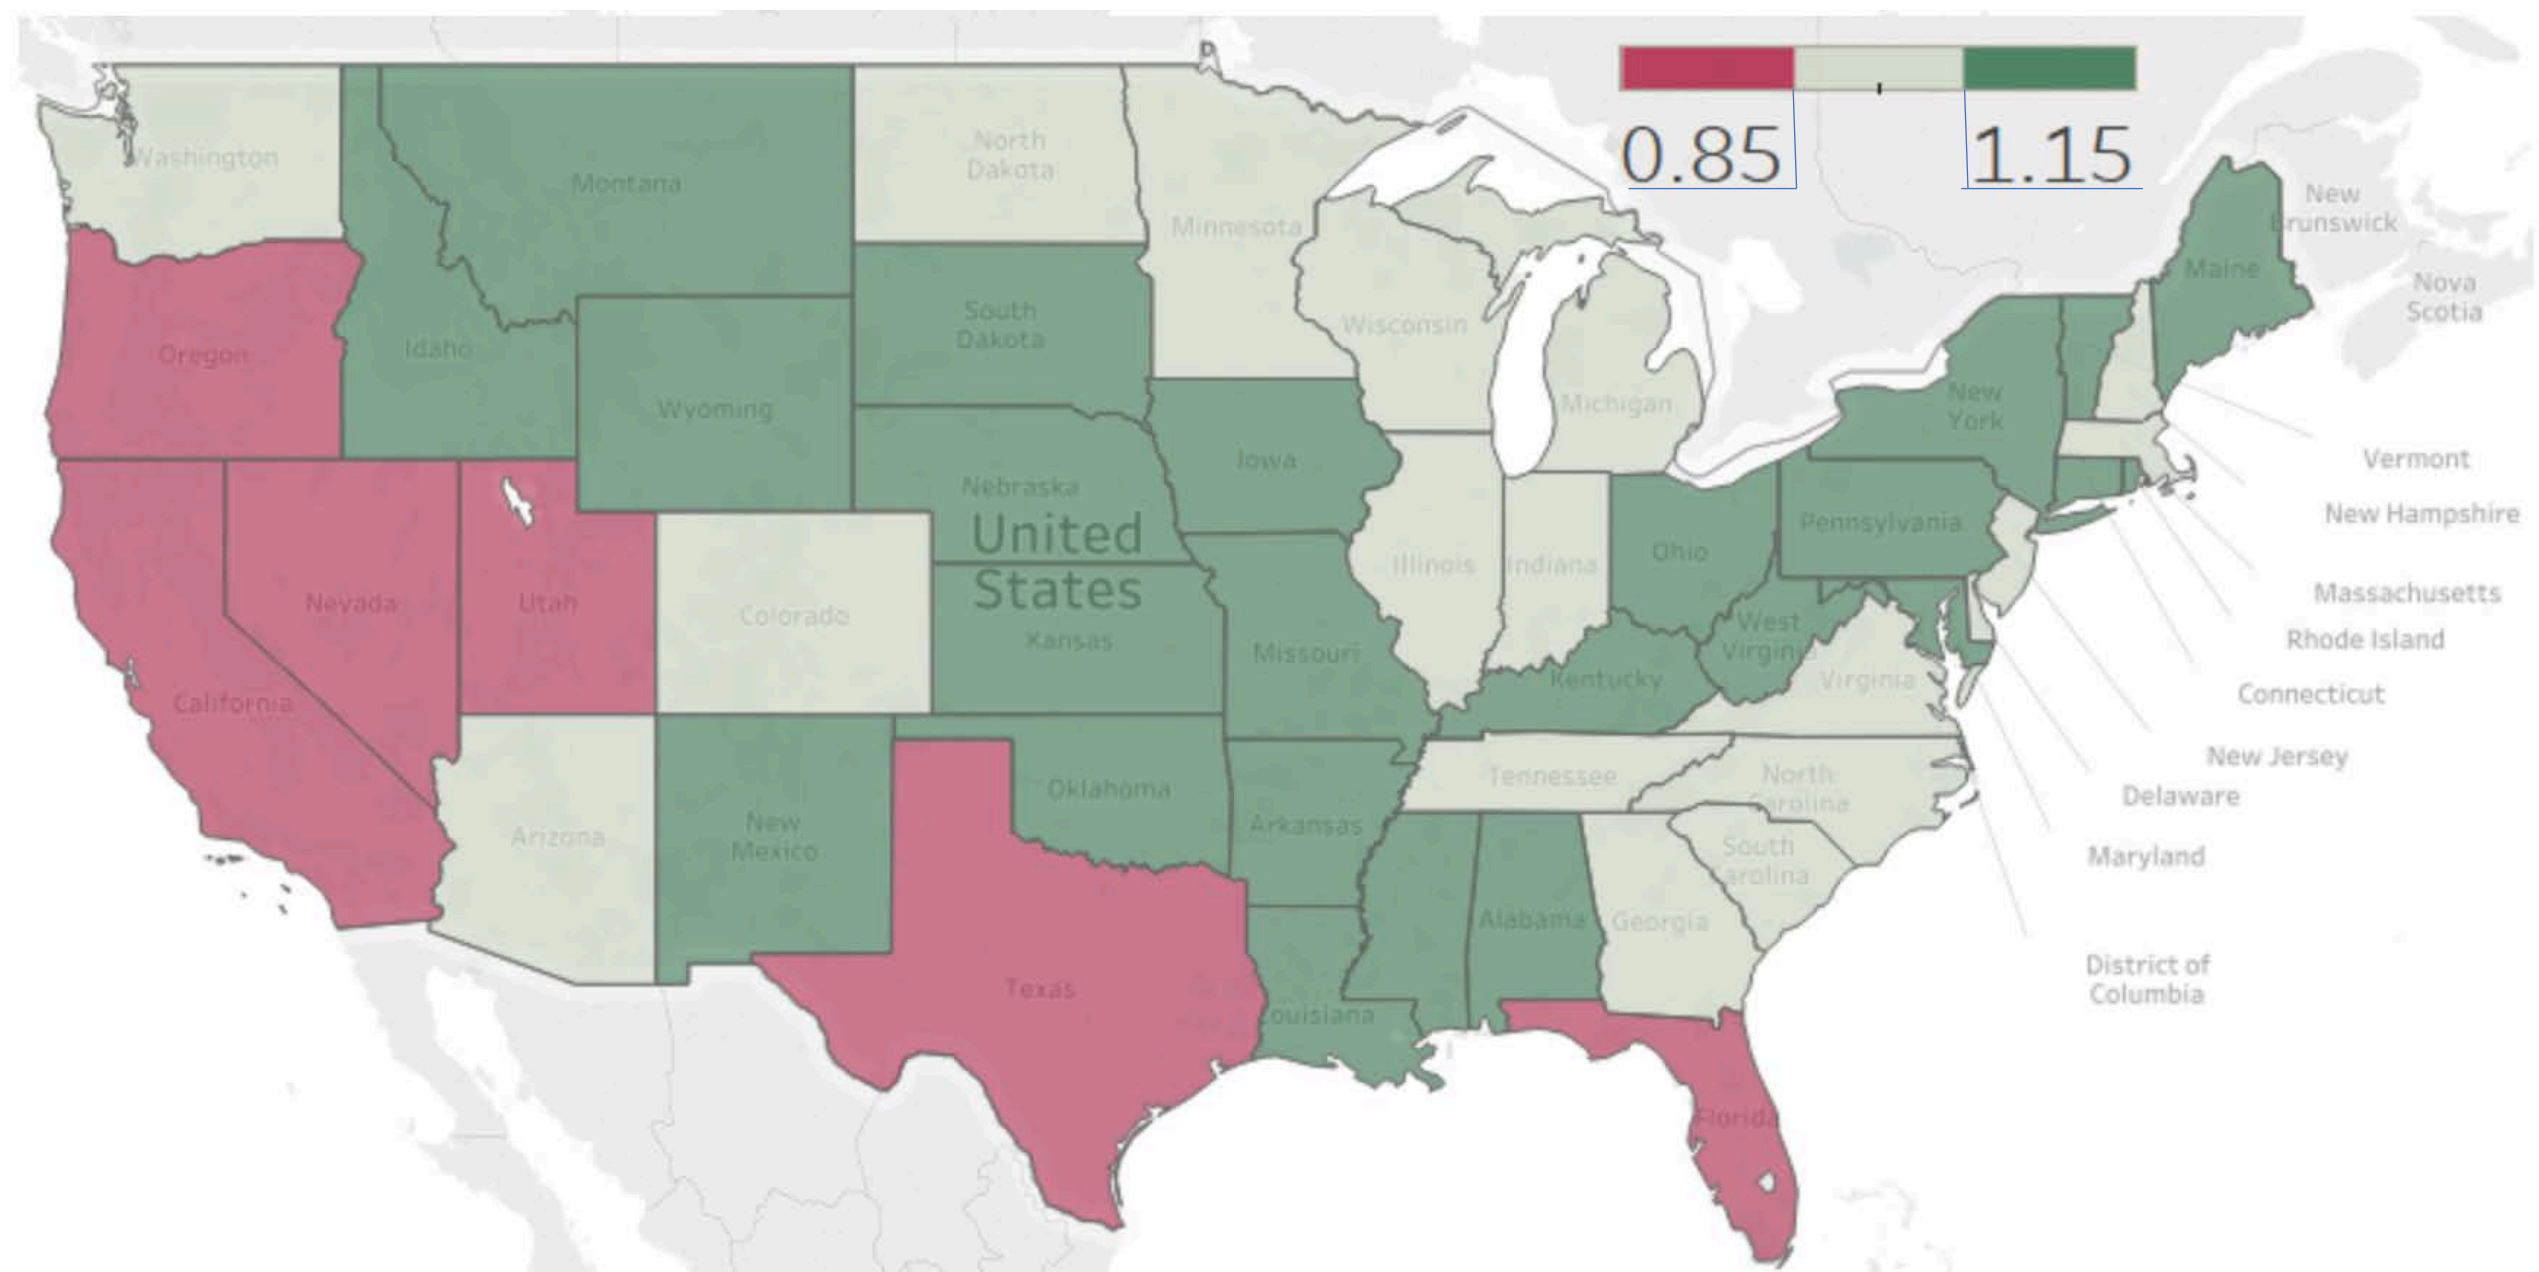 0.85
1.15
Washington
Montana
North
Dakota
Minnesota
New
Brunswick
Maine
Nova
Scotia
South
Dakota
Wisconsin
Oregon
Idaho
Wyoming
Michigan
New
York
Iowa
Nebraska
Vermont
New Hampshire
United
States
Pennsylvania
Ohio
Illinois
Indiana
Massachusetts
Nevada
Utah
Colorado
Kansas
Missouri
West
Virginia
Rhode Island
Kentucky
Virginia
Connecticut
California
New Jersey
Tennessee
North
Carolina
Oklahoma
Delaware
Arizona
New
Mexico
Arkansas
South
Carolina
Maryland
Alabama
Georgia
District of
Columbia
Texas
Louisiana
Florida